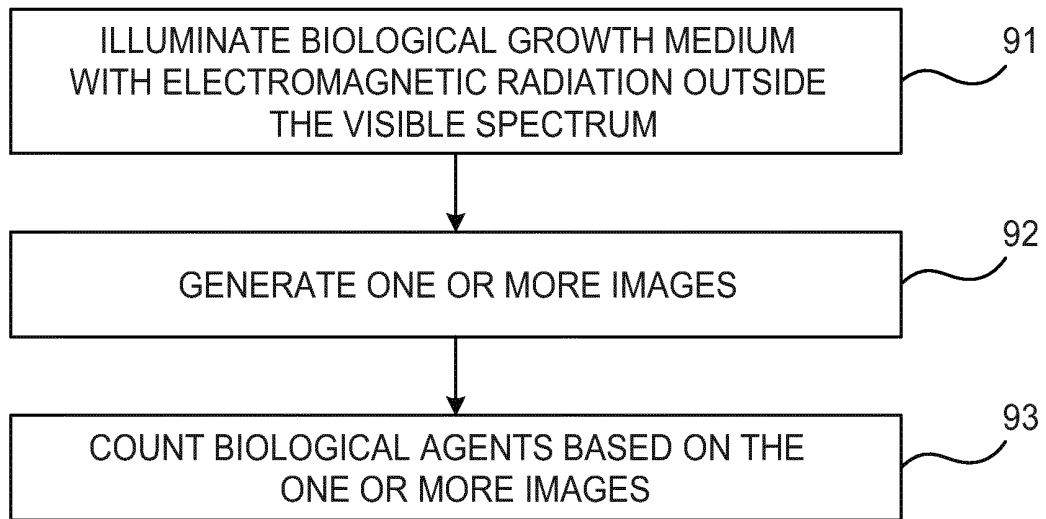 ILLUMINATE BIOLOGICAL GROWTH MEDIUM
WITH ELECTROMAGNETIC RADIATION OUTSIDE
THE VISIBLE SPECTRUM
91
GENERATE ONE OR MORE IMAGES
92
COUNT BIOLOGICAL AGENTS BASED ON THE
ONE OR MORE IMAGES
93